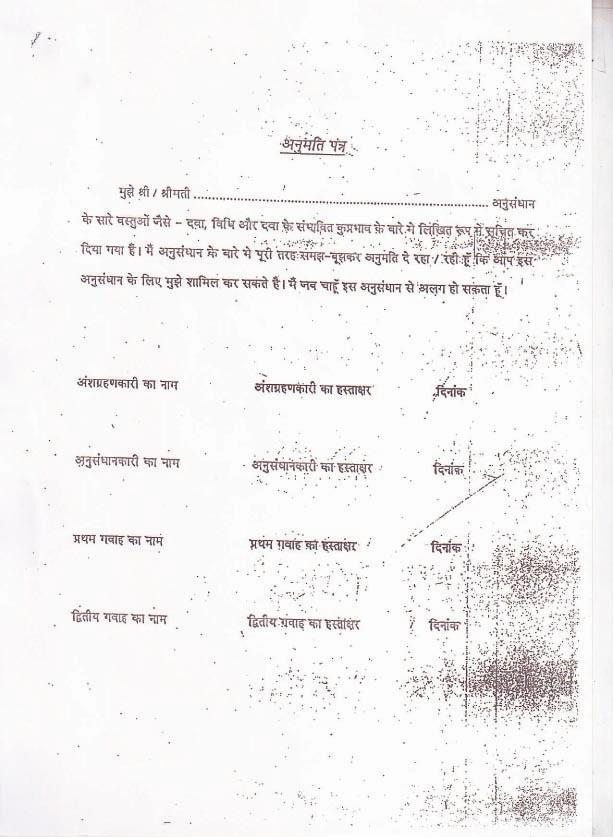 अनुमति पत्र
मुझे श्री / श्रीमती ........................................................................ अनुसंधान
के सारे वस्तुओं जैसे – दवा, विधि और दवा के संभावित कुप्रभाव के बारे मे लिखित रूप में सूचित कर
दिया गया है। मैं अनुसंधान के बारे मे पूरी तरह समझ–बूझकर अनुमति दे रहा / रही हूँ कि आप इस
अनुसंधान के लिए मुझे शामिल कर सकते है। मैं जब चाहूँ इस अनुसंधान से अलग हो सकता हूँ।
अंशग्रहणकारी का नाम अंशग्रहणकारी का हस्ताक्षर दिनांक
अनुसंधानकारी का नाम अनुसंधानकारी का हस्ताक्षर दिनांक
प्रथम गवाह का नाम प्रथम गवाह का हस्ताक्षर दिनांक
द्वितीय गवाह का नाम द्वितीय गवाह का हस्ताक्षर दिनांक